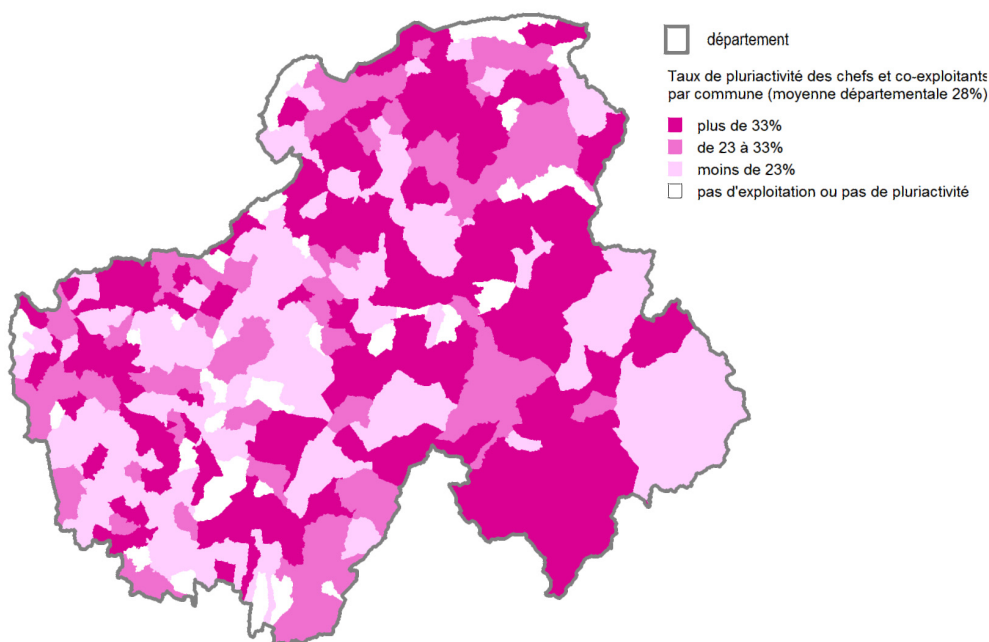 département
Taux de pluriactivité des chefs et co-exploitants
par commune (moyenne départementale 28%)
plus de 33%
de 23 à 33%
moins de 23%
pas d'exploitation ou pas de pluriactivité